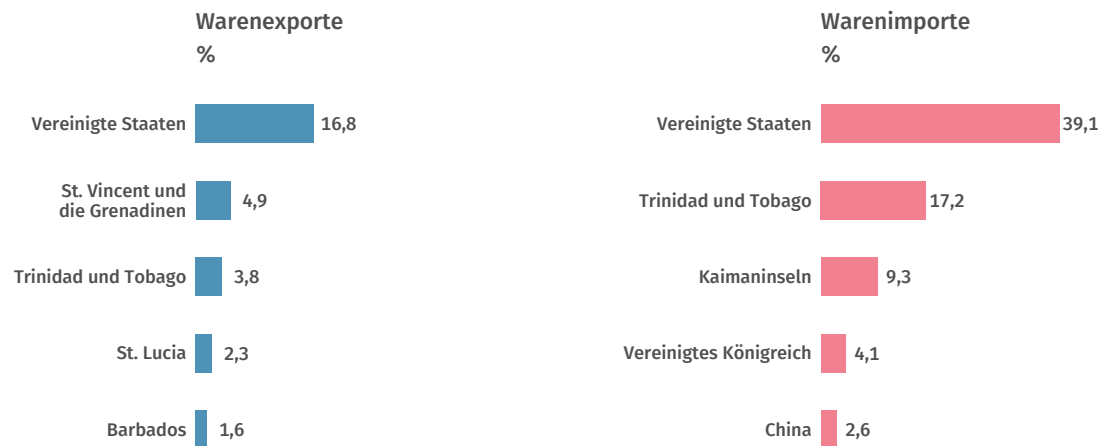 Warenexporte
%
Vereinigte Staaten
16,8
St. Vincent und
die Grenadinen
4,9
Trinidad und Tobago
3,8
St. Lucia
2,3
Barbados
1,6
Warenimporte
%
Vereinigte Staaten
39,1
Trinidad und Tobago
17,2
Kaimaninseln
9,3
Vereinigtes Königreich
4,1
China
2,6